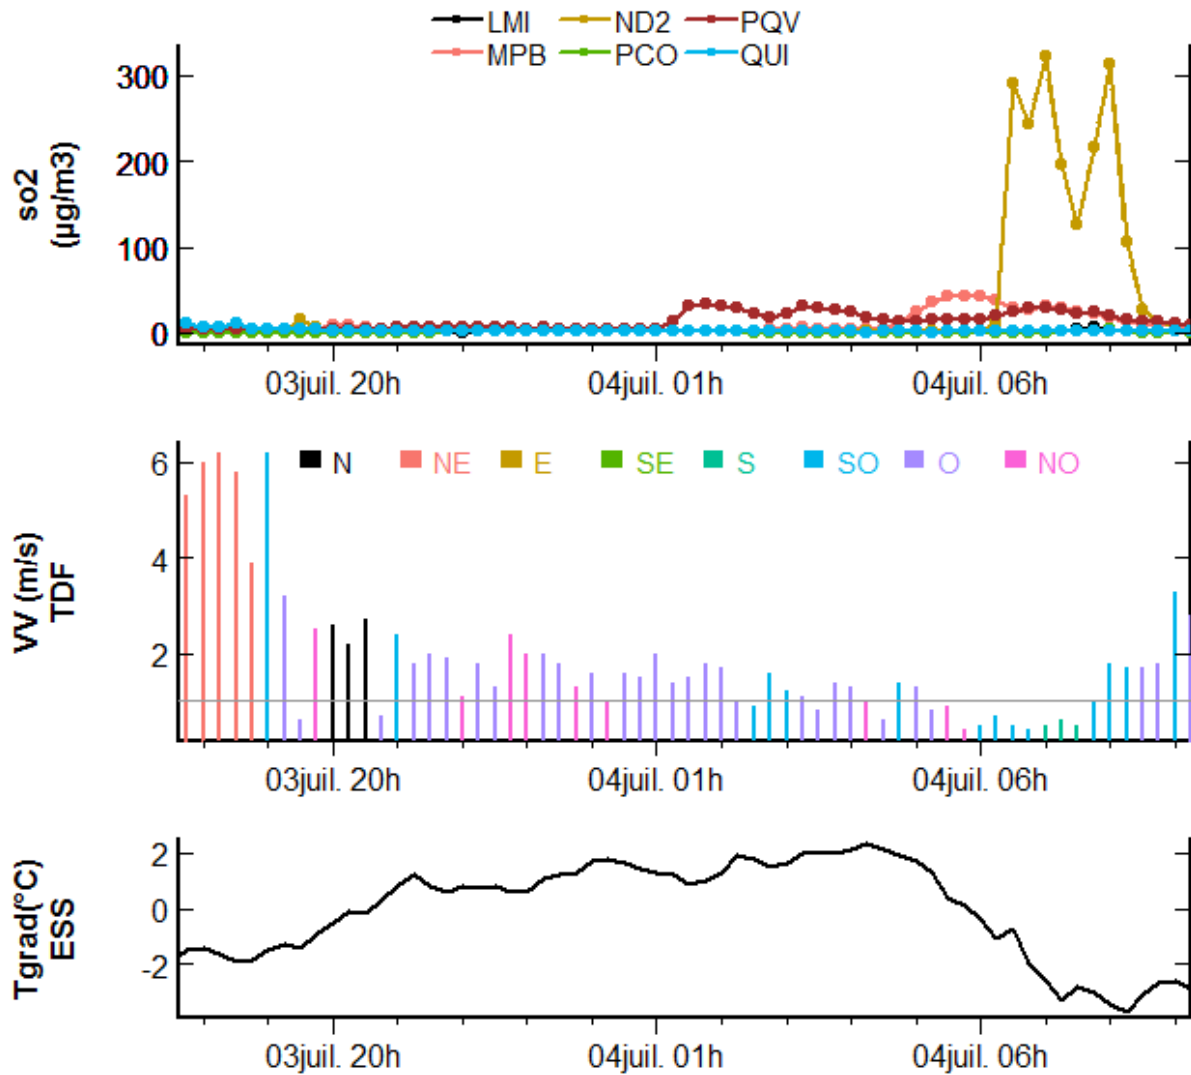 LMI ND2 PQV
MPB PCO QUI
so2
(µg/m3)
300
200
100
0
03juil. 20h 04juil. 01h 04juil. 06h
N NE E SE S SO O NO
VV (m/s)
TDF
6
4
2
03juil. 20h 04juil. 01h 04juil. 06h
Tgrad(°C)
ESS
2
0
-2
03juil. 20h 04juil. 01h 04juil. 06h